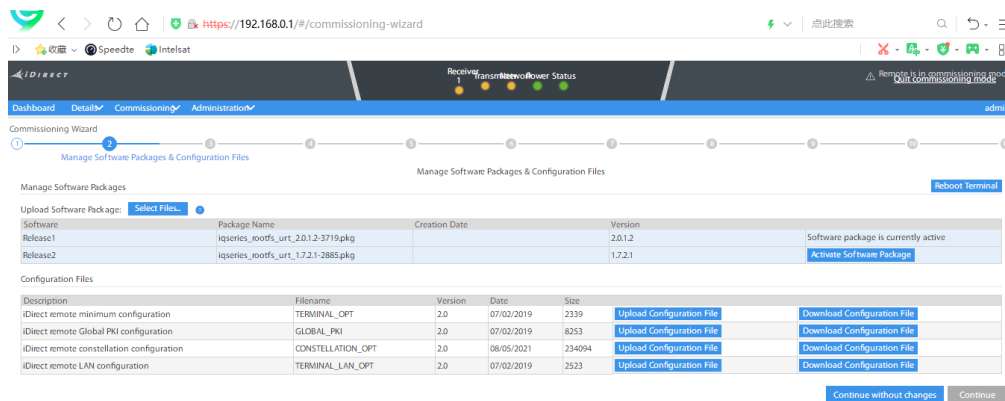 https://192.168.0.1/#/commissioning-wizard
点此搜索
收藏 Speedte Intelsat
iDIRECT
Receiver 1 Transmitter Network Power Status
Remote is in commissioning mod
Quit commissioning mode
Dashboard Details Commissioning Administration admi
Commissioning Wizard
1 2 3 4 5 6 7 8 9 10
Manage Software Packages & Configuration Files
Manage Software Packages & Configuration Files
Manage Software Packages Reboot Terminal
Upload Software Package: Select Files...
Software Package Name Creation Date Version
Release1 iqseries_rootfs_urt_2.0.1.2-3719.pkg 2.0.1.2 Software package is currently active
Release2 iqseries_rootfs_urt_1.7.2.1-2885.pkg 1.7.2.1 Activate Software Package
Configuration Files
Description Filename Version Date Size
iDirect remote minimum configuration TERMINAL_OPT 2.0 07/02/2019 2339 Upload Configuration File Download Configuration File
iDirect remote Global PKI configuration GLOBAL_PKI 2.0 07/02/2019 8253 Upload Configuration File Download Configuration File
iDirect remote constellation configuration CONSTELLATION_OPT 2.0 08/05/2021 234094 Upload Configuration File Download Configuration File
iDirect remote LAN configuration TERMINAL_LAN_OPT 2.0 07/02/2019 2523 Upload Configuration File Download Configuration File
Continue without changes Continue